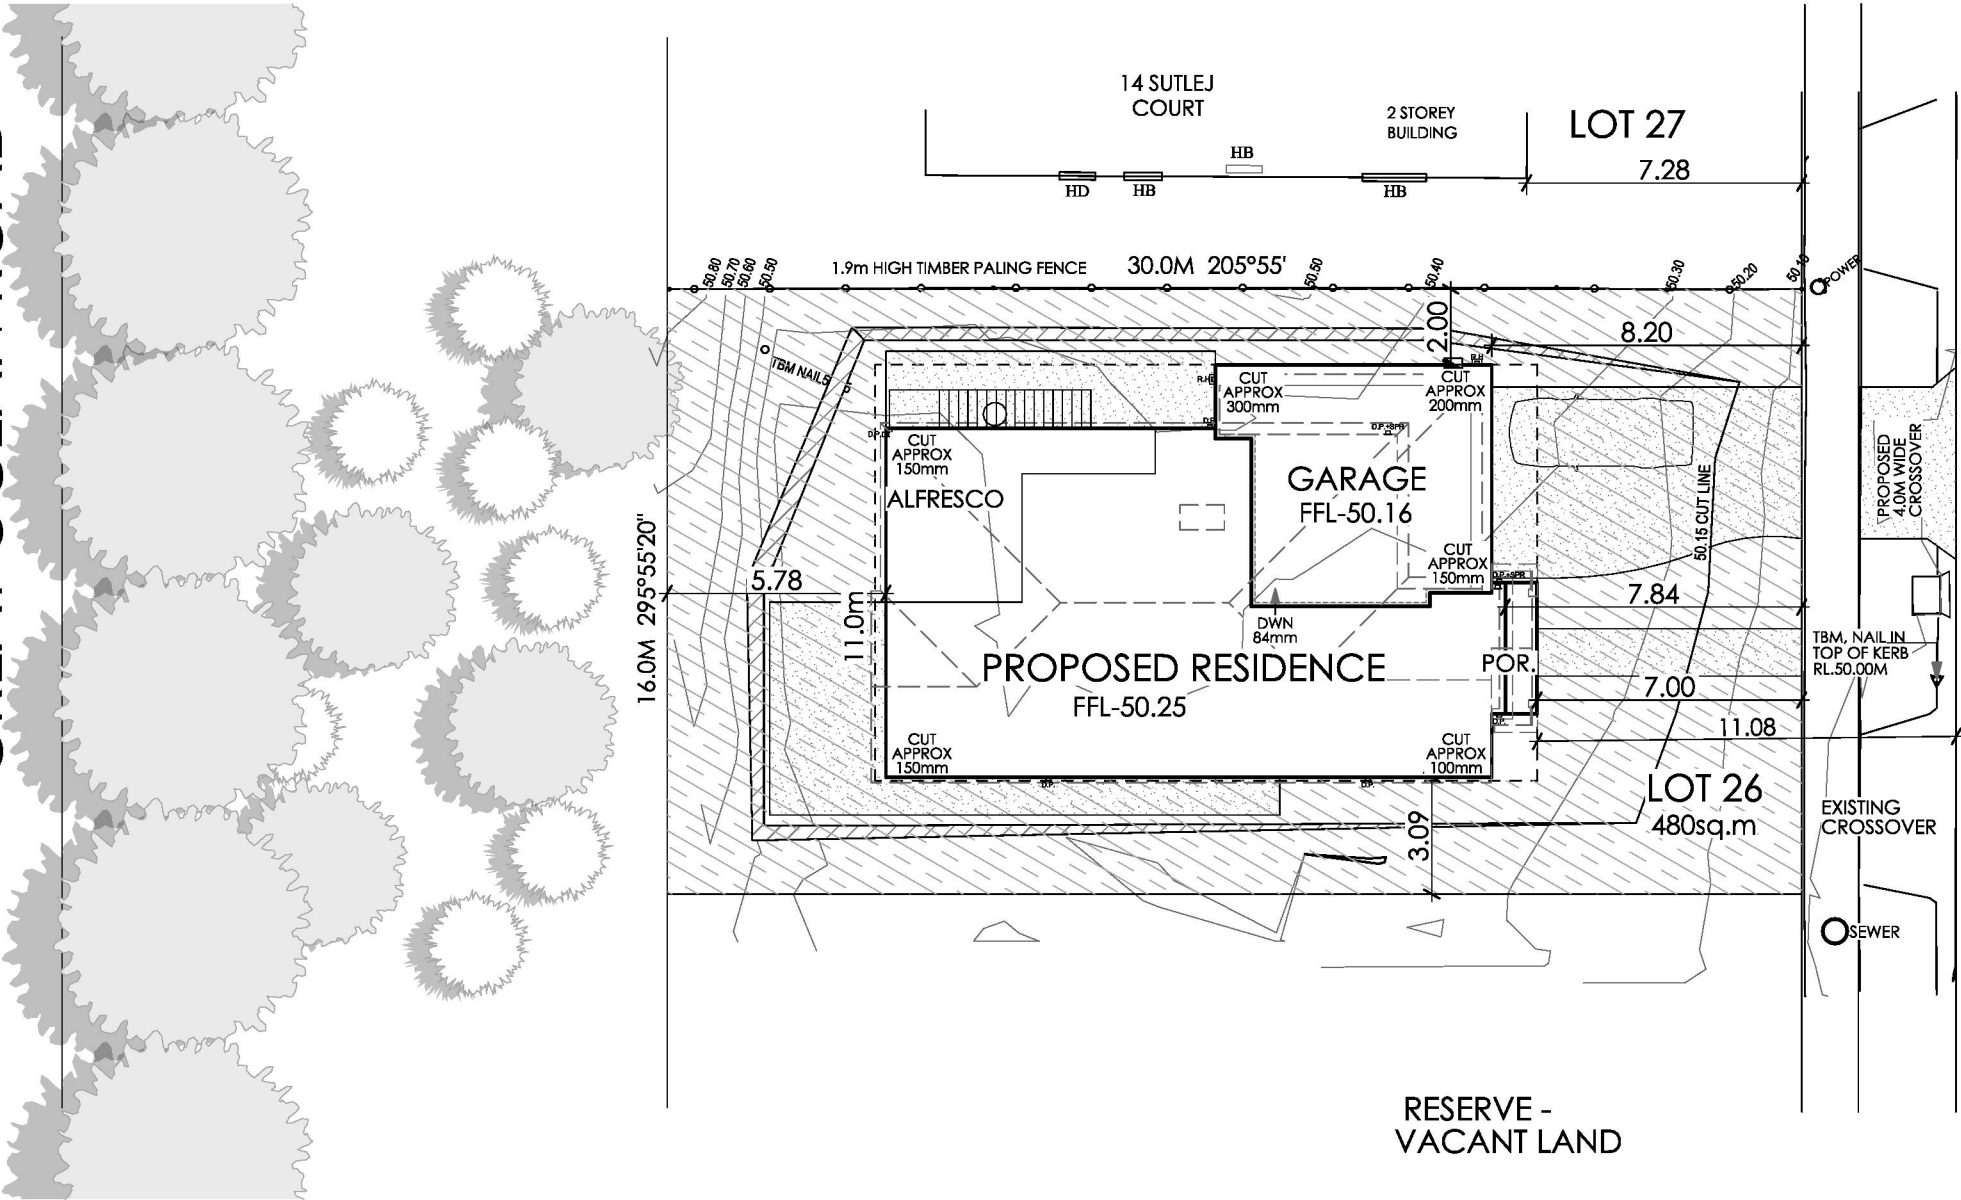 14 SUTLEJ
COURT
2 STOREY
BUILDING
LOT 27
7.28
HB
HD
HB
HB
50.80
50.70
50.60
50.50
1.9m HIGH TIMBER PALING FENCE
30.0M 205°55'
50.50
50.40
50.30
50.20
50.10
POWER
2.00
8.20
TBM NAILS
R.H
R.H
CUT
APPROX
300mm
CUT
APPROX
200mm
D.P.
D.P.
D.P.+SPR
CUT
APPROX
150mm
ALFRESCO
GARAGE
FFL-50.16
50.15 CUT LINE
PROPOSED
4.0M WIDE
CROSSOVER
CUT
APPROX
150mm
D.P.+SPR
16.0M 295°55'20"
5.78
11.0m
7.84
DWN
84mm
TBM, NAIL IN
TOP OF KERB
RL.50.00M
PROPOSED RESIDENCE
FFL-50.25
POR.
7.00
D.P.
11.08
CUT
APPROX
150mm
CUT
APPROX
100mm
D.P.
D.P.
LOT 26
480sq.m
3.09
EXISTING
CROSSOVER
SEWER
RESERVE -
VACANT LAND